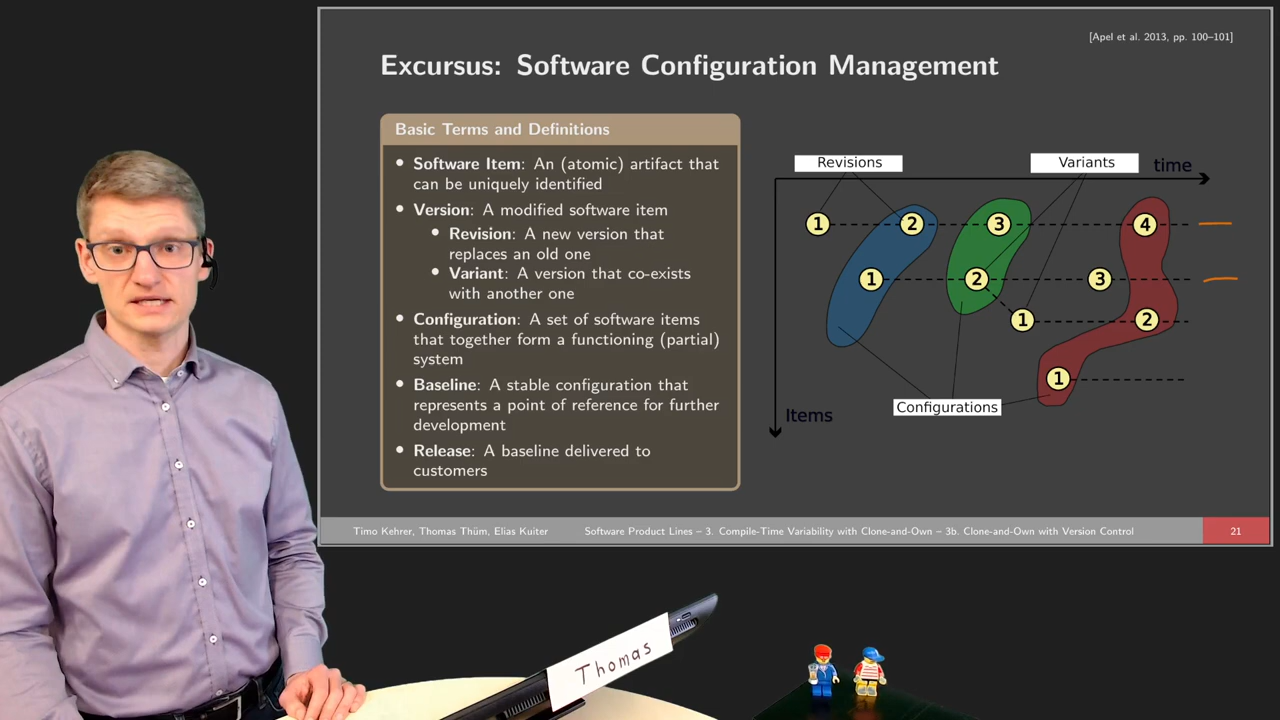 [Apel et al. 2013, pp. 100–101]
Excursus: Software Configuration Management
Basic Terms and Definitions
• Software Item: An (atomic) artifact that
can be uniquely identified
• Version: A modified software item
• Revision: A new version that
replaces an old one
• Variant: A version that co-exists
with another one
• Configuration: A set of software items
that together form a functioning (partial)
system
• Baseline: A stable configuration that
represents a point of reference for further
development
• Release: A baseline delivered to
customers
Revisions
Variants
time
1 2 3 4
1 2 3
1 2
1
Configurations
Items
Timo Kehrer, Thomas Thüm, Elias Kuiter
Software Product Lines – 3. Compile-Time Variability with Clone-and-Own – 3b. Clone-and-Own with Version Control
21
Thomas